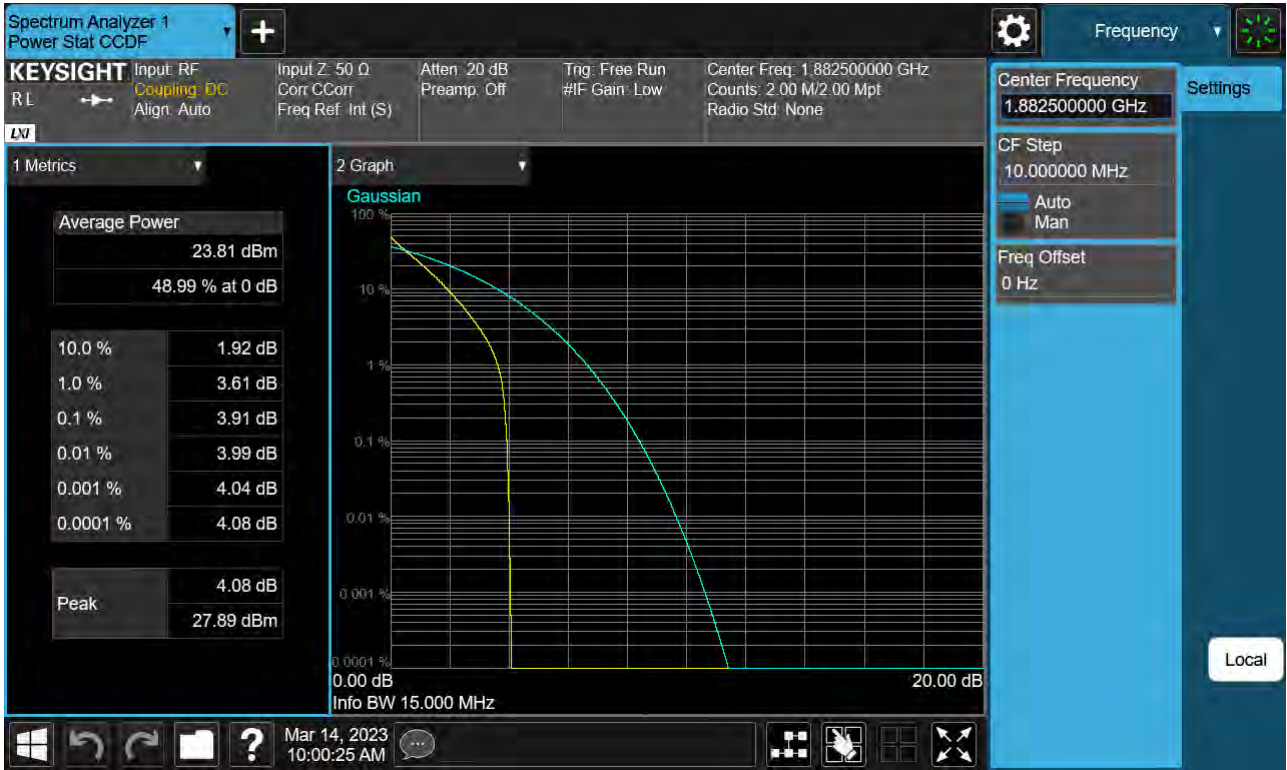 Spectrum Analyzer 1
Power Stat CCDF
Frequency
KEYSIGHT
R L
LXI
Input: RF
Coupling: DC
Align: Auto
Input Z: 50 Ω
Corr CCorr
Freq Ref: Int (S)
Atten: 20 dB
Preamp: Off
Trig: Free Run
#IF Gain: Low
Center Freq: 1.882500000 GHz
Counts: 2.00 M/2.00 Mpt
Radio Std: None
1 Metrics
Average Power
23.81 dBm
48.99 % at 0 dB
10.0 % 1.92 dB
1.0 % 3.61 dB
0.1 % 3.91 dB
0.01 % 3.99 dB
0.001 % 4.04 dB
0.0001 % 4.08 dB
Peak
4.08 dB
27.89 dBm
2 Graph
Gaussian
100 %
10 %
1 %
0.1 %
0.01 %
0.001 %
0.0001 %
0.00 dB 20.00 dB
Info BW 15.000 MHz
Center Frequency
1.882500000 GHz
CF Step
10.000000 MHz
Auto
Man
Freq Offset
0 Hz
Settings
Local
?
Mar 14, 2023
10:00:25 AM